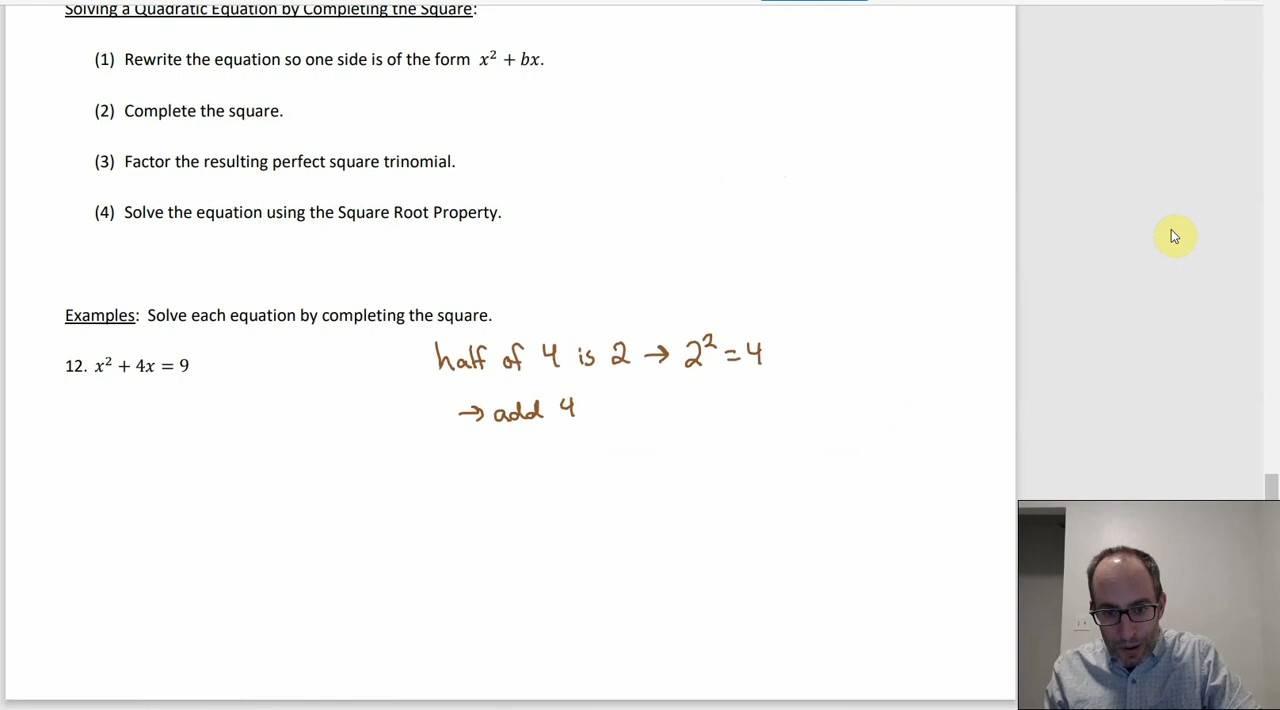 Solving a Quadratic Equation by Completing the Square:
(1) Rewrite the equation so one side is of the form x² + bx.
(2) Complete the square.
(3) Factor the resulting perfect square trinomial.
(4) Solve the equation using the Square Root Property.
Examples: Solve each equation by completing the square.
12. x² + 4x = 9
half of 4 is 2 → 2² = 4
→ add 4